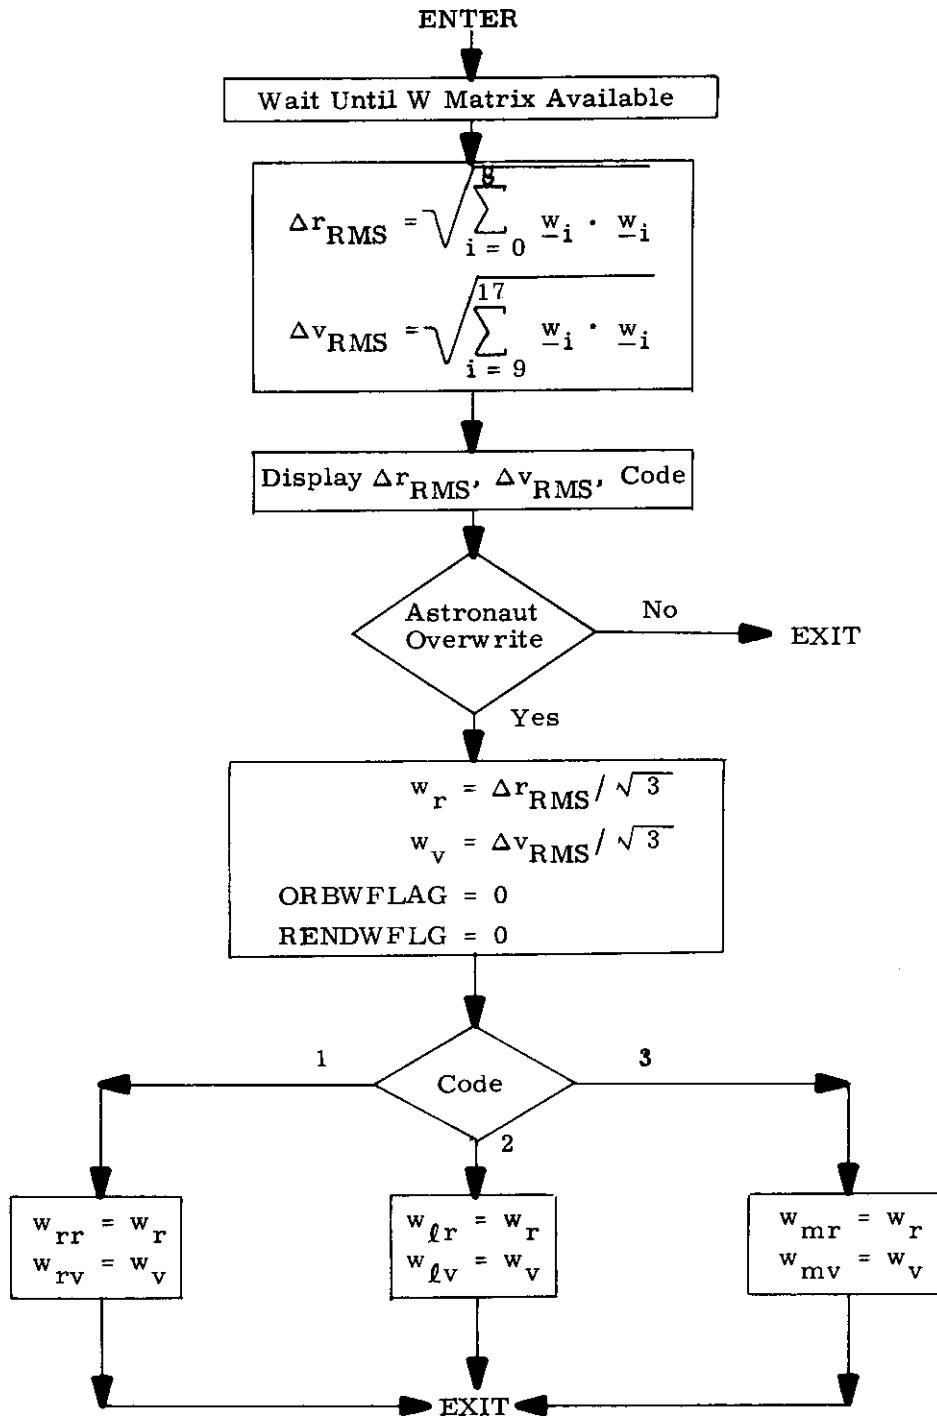 ENTER
Wait Until W Matrix Available
Δr_RMS = √(∑_{i = 0}^{8} w_i · w_i)
Δv_RMS = √(∑_{i = 9}^{17} w_i · w_i)
Display Δr_RMS, Δv_RMS, Code
Astronaut
Overwrite
No
EXIT
Yes
w_r = Δr_RMS / √3
w_v = Δv_RMS / √3
ORBWFLAG = 0
RENDWFLG = 0
1
Code
3
2
w_rr = w_r
w_rv = w_v
w_ℓr = w_r
w_ℓv = w_v
w_mr = w_r
w_mv = w_v
EXIT